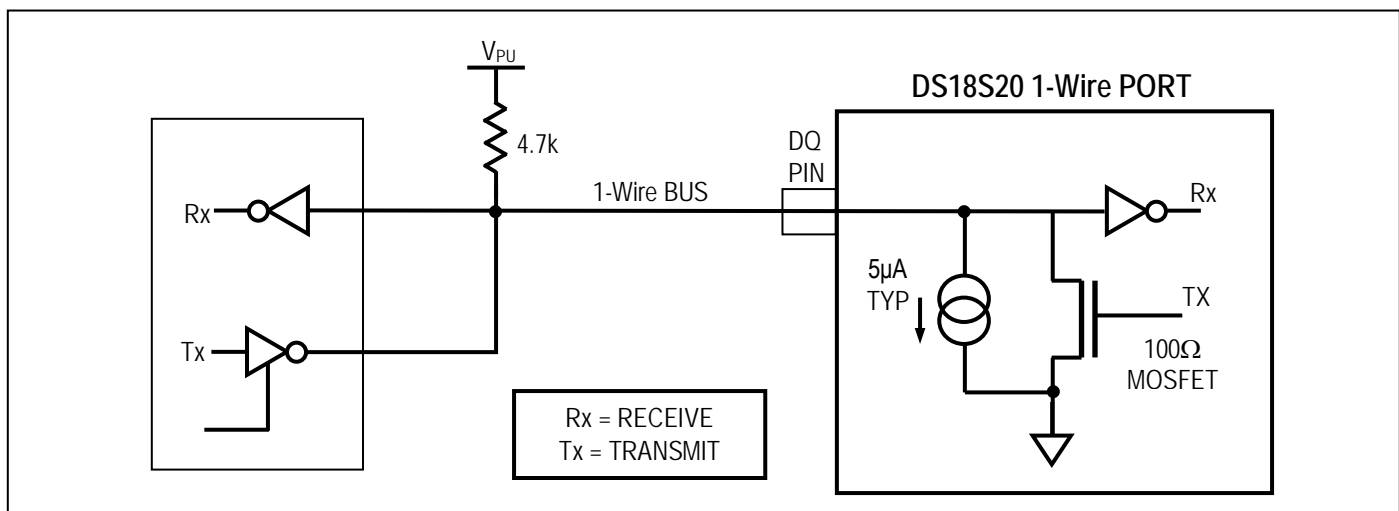 VPU
DS18S20 1-Wire PORT
4.7k
DQ
PIN
1-Wire BUS
Rx
Rx
5µA
TYP
Tx
TX
100Ω
MOSFET
Rx = RECEIVE
Tx = TRANSMIT